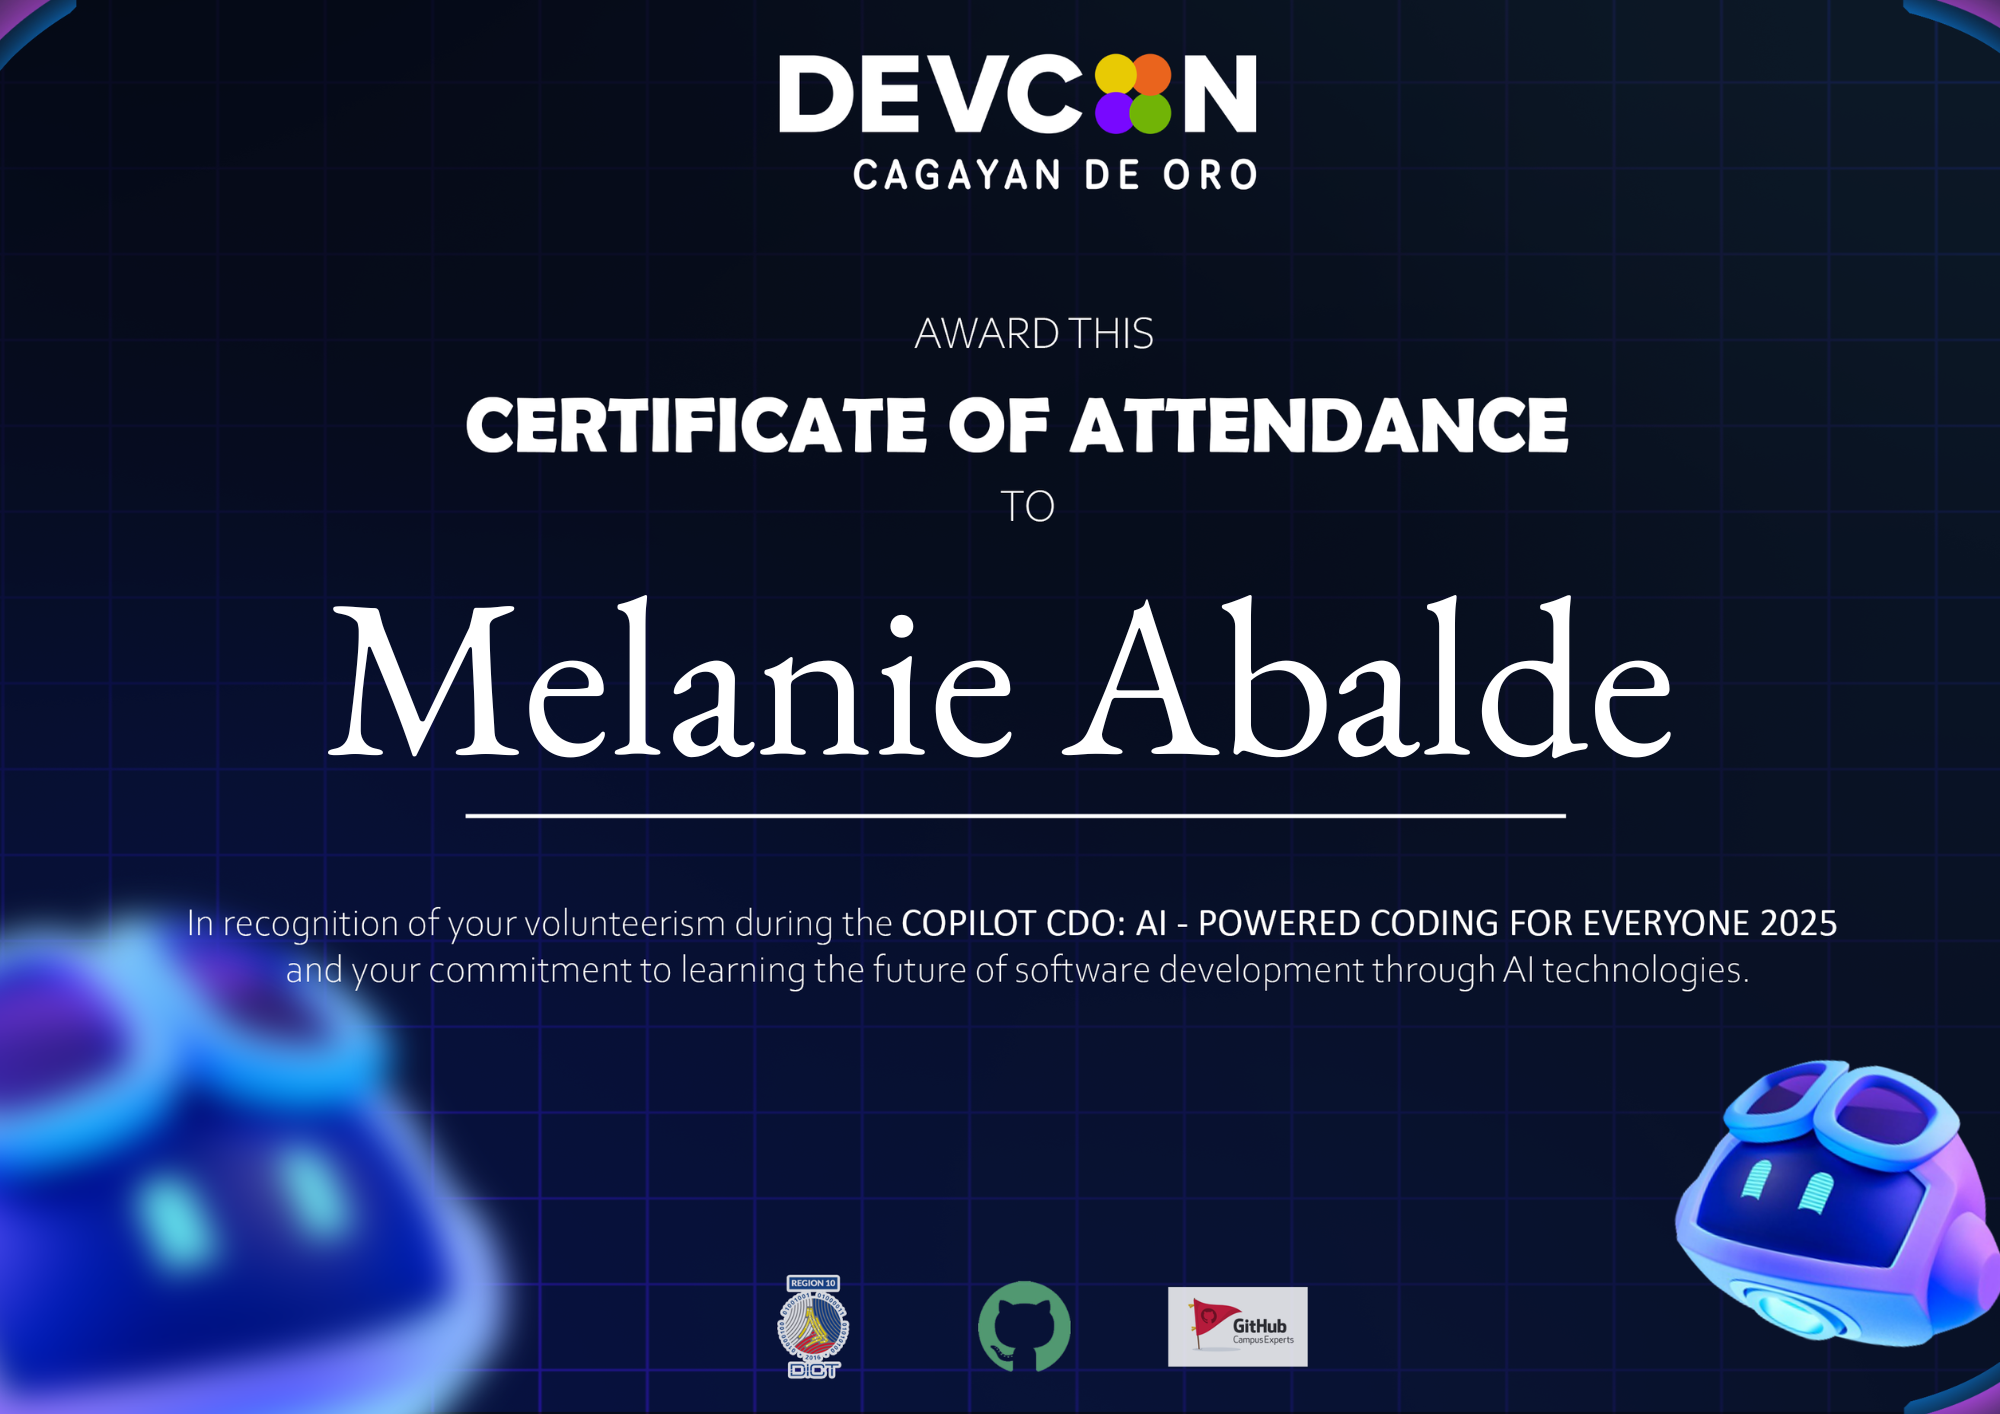 DEVCON
CAGAYAN DE ORO
AWARD THIS
CERTIFICATE OF ATTENDANCE
TO
Melanie Abalde
In recognition of your volunteerism during the COPILOT CDO: AI - POWERED CODING FOR EVERYONE 2025
and your commitment to learning the future of software development through AI technologies.
REGION 10
2016
DICT
GitHub
Campus Experts